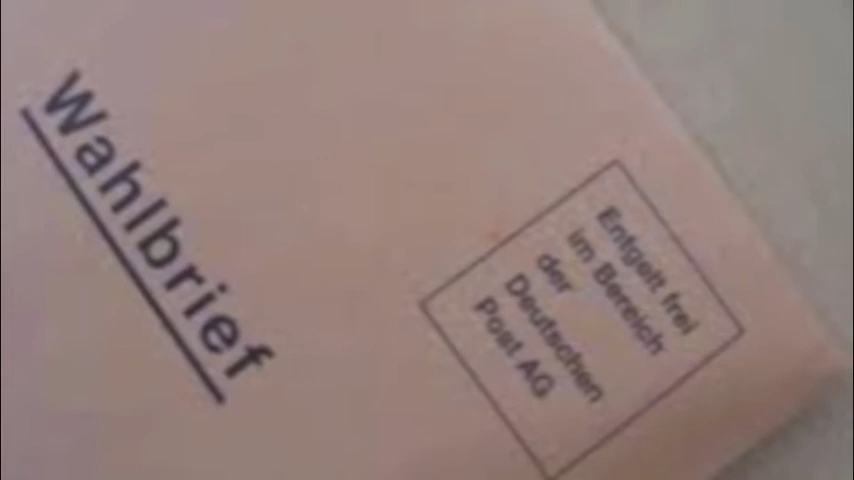 Wahlbrief
Entgelt frei
im Bereich
der
Deutschen
Post AG